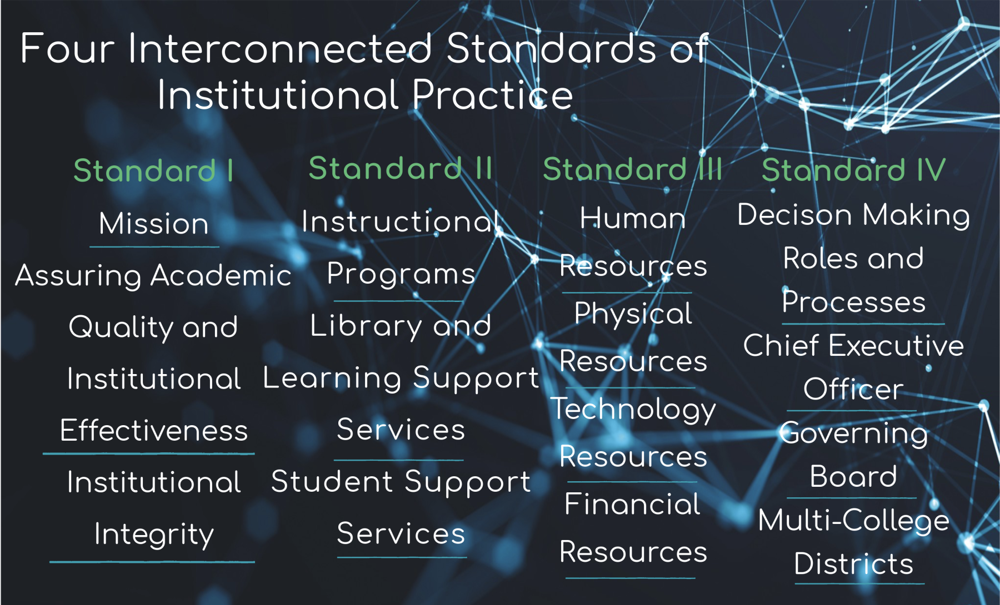 Four Interconnected Standards of
Institutional Practice
Standard I
Mission
Assuring Academic
Quality and
Institutional
Effectiveness
Institutional
Integrity
Standard II
Instructional
Programs
Library and
Learning Support
Services
Student Support
Services
Standard III
Human
Resources
Physical
Resources
Technology
Resources
Financial
Resources
Standard IV
Decison Making
Roles and
Processes
Chief Executive
Officer
Governing
Board
Multi-College
Districts